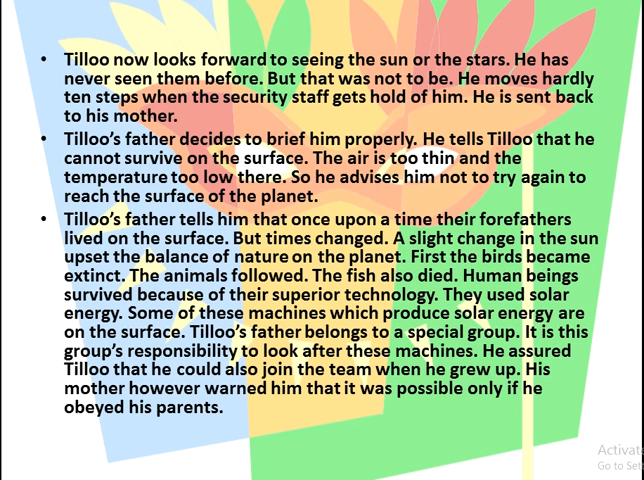 • Tilloo now looks forward to seeing the sun or the stars. He has
never seen them before. But that was not to be. He moves hardly
ten steps when the security staff gets hold of him. He is sent back
to his mother.
• Tilloo's father decides to brief him properly. He tells Tilloo that he
cannot survive on the surface. The air is too thin and the
temperature too low there. So he advises him not to try again to
reach the surface of the planet.
• Tilloo's father tells him that once upon a time their forefathers
lived on the surface. But times changed. A slight change in the sun
upset the balance of nature on the planet. First the birds became
extinct. The animals followed. The fish also died. Human beings
survived because of their superior technology. They used solar
energy. Some of these machines which produce solar energy are
on the surface. Tilloo's father belongs to a special group. It is this
group's responsibility to look after these machines. He assured
Tilloo that he could also join the team when he grew up. His
mother however warned him that it was possible only if he
obeyed his parents.
Activat
Go to Set